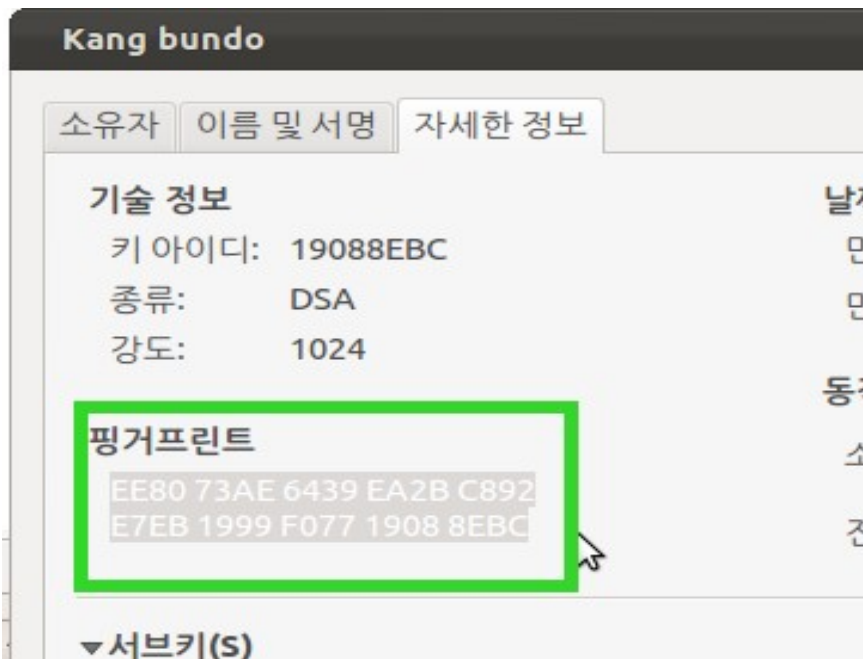 Kang bundo
소유자 이름 및 서명 자세한 정보
기술 정보
키 아이디: 19088EBC
종류: DSA
강도: 1024
핑거프린트
EE80 73AE 6439 EA2B C892
E7EB 1999 F077 1908 8EBC
서브키(S)